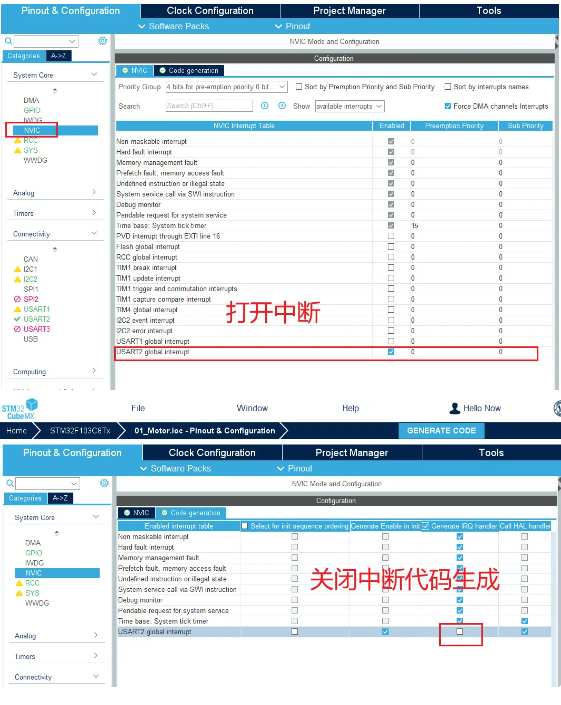 Pinout & Configuration
Clock Configuration
Project Manager
Tools
Software Packs
Pinout
NVIC Mode and Configuration
Categories
A->Z
Configuration
System Core
NVIC
Code generation
Priority Group
4 bits for pre-emption priority 0 bit...
Sort by Premption Priority and Sub Priority
Sort by interrupts names
Search
Search (Ctrl+F)
Show
available interrupts
Force DMA channels Interrupts
DMA
GPIO
IWDG
NVIC
RCC
SYS
WWDG
Analog
Timers
Connectivity
CAN
I2C1
I2C2
SPI1
SPI2
USART1
USART2
USART3
USB
Computing
NVIC Interrupt Table
Enabled
Preemption Priority
Sub Priority
Non maskable interrupt
0
0
Hard fault interrupt
0
0
Memory management fault
0
0
Prefetch fault, memory access fault
0
0
Undefined instruction or illegal state
0
0
System service call via SWI instruction
0
0
Debug monitor
0
0
Pendable request for system service
0
0
Time base: System tick timer
15
0
PVD interrupt through EXTI line 16
0
0
Flash global interrupt
0
0
RCC global interrupt
0
0
TIM1 break interrupt
0
0
TIM1 update interrupt
0
0
TIM1 trigger and commutation interrupts
0
0
TIM1 capture compare interrupt
0
0
TIM4 global interrupt
0
0
I2C2 event interrupt
0
0
I2C2 error interrupt
0
0
USART1 global interrupt
0
0
USART2 global interrupt
0
0
打开中断
STM32
CubeMX
File
Window
Help
Hello Now
Home
STM32F103C8Tx
01_Motor.ioc - Pinout & Configuration
GENERATE CODE
Pinout & Configuration
Clock Configuration
Project Manager
Tools
Software Packs
Pinout
NVIC Mode and Configuration
Categories
A->Z
Configuration
System Core
NVIC
Code generation
Enabled interrupt table
Select for init sequence ordering
Generate Enable in Init
Generate IRQ handler
Call HAL handler
DMA
GPIO
IWDG
NVIC
RCC
SYS
WWDG
Analog
Timers
Connectivity
Non maskable interrupt
Hard fault interrupt
Memory management fault
Prefetch fault, memory access fault
Undefined instruction or illegal state
System service call via SWI instruction
Debug monitor
Pendable request for system service
Time base: System tick timer
USART2 global interrupt
关闭中断代码生成